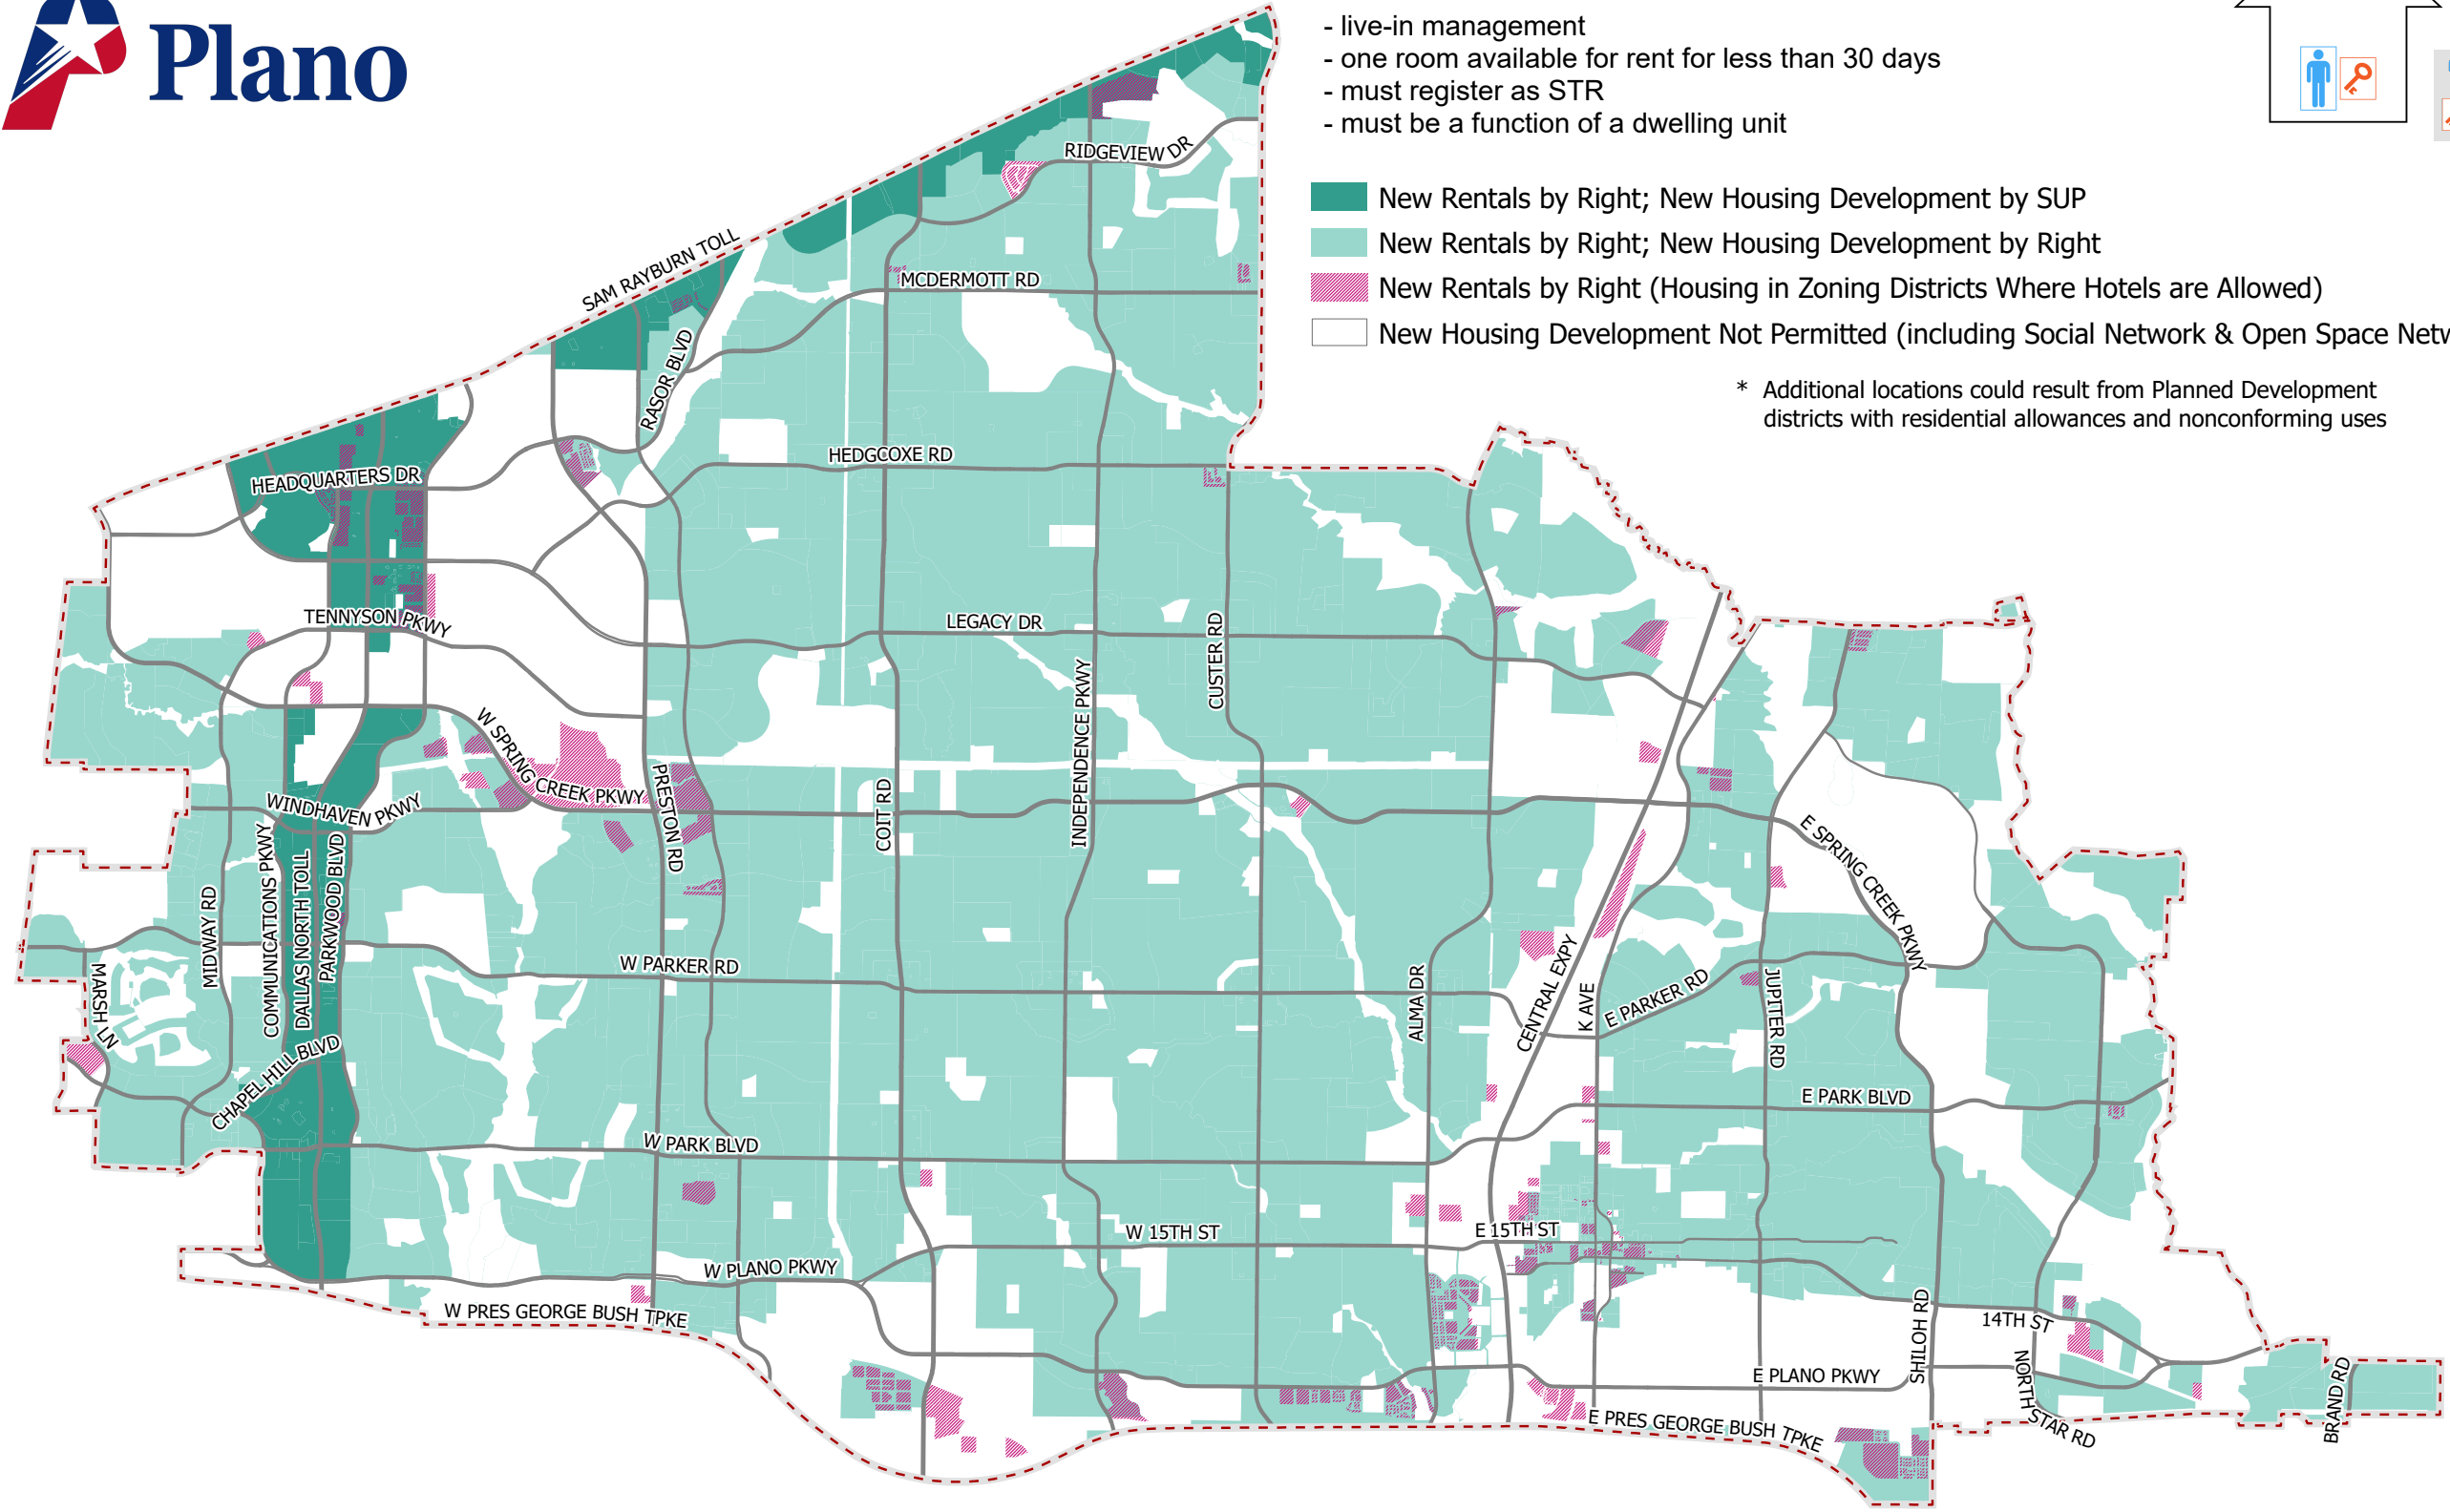 Plano
- live-in management
- one room available for rent for less than 30 days
- must register as STR
- must be a function of a dwelling unit
New Rentals by Right; New Housing Development by SUP
New Rentals by Right; New Housing Development by Right
New Rentals by Right (Housing in Zoning Districts Where Hotels are Allowed)
New Housing Development Not Permitted (including Social Network & Open Space Netw
* Additional locations could result from Planned Development
districts with residential allowances and nonconforming uses
RIDGEVIEW DR
SAM RAYBURN TOLL
MCDERMOTT RD
RASOR BLVD
HEDGCOXE RD
HEADQUARTERS DR
TENNYSON PKWY
LEGACY DR
CUSTER RD
INDEPENDENCE PKWY
W SPRING CREEK PKWY
PRESTON RD
COIT RD
WINDHAVEN PKWY
COMMUNICATIONS PKWY
DALLAS NORTH TOLL
PARKWOOD BLVD
MIDWAY RD
MARSH LN
CHAPEL HILL BLVD
W PARKER RD
ALMA DR
CENTRAL EXPY
K AVE
E PARKER RD
JUPITER RD
E SPRING CREEK PKWY
E PARK BLVD
W PARK BLVD
W 15TH ST
E 15TH ST
W PLANO PKWY
W PRES GEORGE BUSH TPKE
SHILOH RD
14TH ST
E PLANO PKWY
NORTH STAR RD
BRAND RD
E PRES GEORGE BUSH TPKE